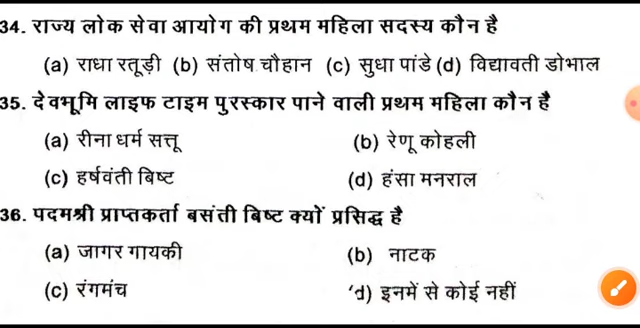 34. राज्य लोक सेवा आयोग की प्रथम महिला सदस्य कौन है
(a) राधा रतूड़ी (b) संतोष चौहान (c) सुधा पांडे (d) विद्यावती डोभाल
35. देवभूमि लाइफ टाइम पुरस्कार पाने वाली प्रथम महिला कौन है
(a) रीना धर्म सत्तू (b) रेणू कोहली
(c) हर्षवंती बिष्ट (d) हंसा मनराल
36. पदमश्री प्राप्तकर्ता बसंती बिष्ट क्यों प्रसिद्ध है
(a) जागर गायकी (b) नाटक
(c) रंगमंच (d) इनमें से कोई नहीं